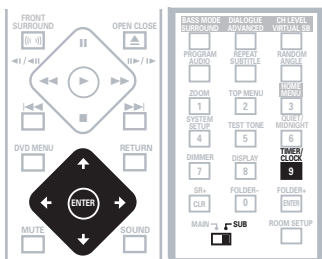 FRONT
SURROUND
OPEN CLOSE
DVD MENU
RETURN
ENTER
MUTE
SOUND
BASS MODE DIALOGUE CH LEVEL
SURROUND ADVANCED VIRTUAL SB
PROGRAM REPEAT RANDOM
AUDIO SUBTITLE ANGLE
ZOOM TOP MENU HOME MENU
1 2 3
SYSTEM SETUP TEST TONE QUIET/MIDNIGHT
4 5 6
DIMMER DISPLAY TIMER/CLOCK
7 8 9
SR+ FOLDER- FOLDER+
CLR 0 ENTER
MAIN SUB ROOM SETUP